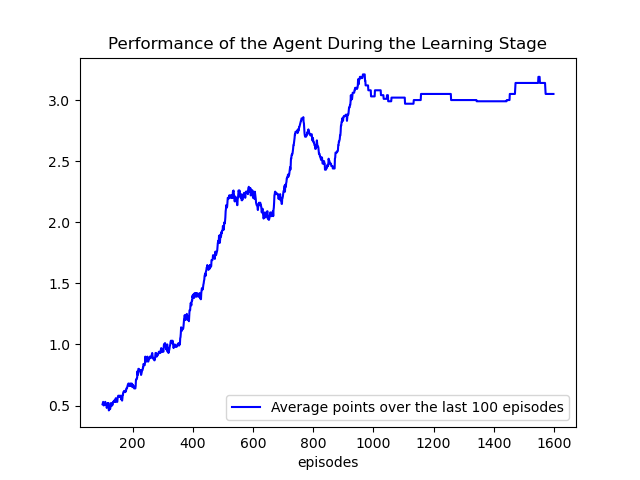 Performance of the Agent During the Learning Stage
3.0
2.5
2.0
1.5
1.0
0.5
Average points over the last 100 episodes
200 400 600 800 1000 1200 1400 1600
episodes